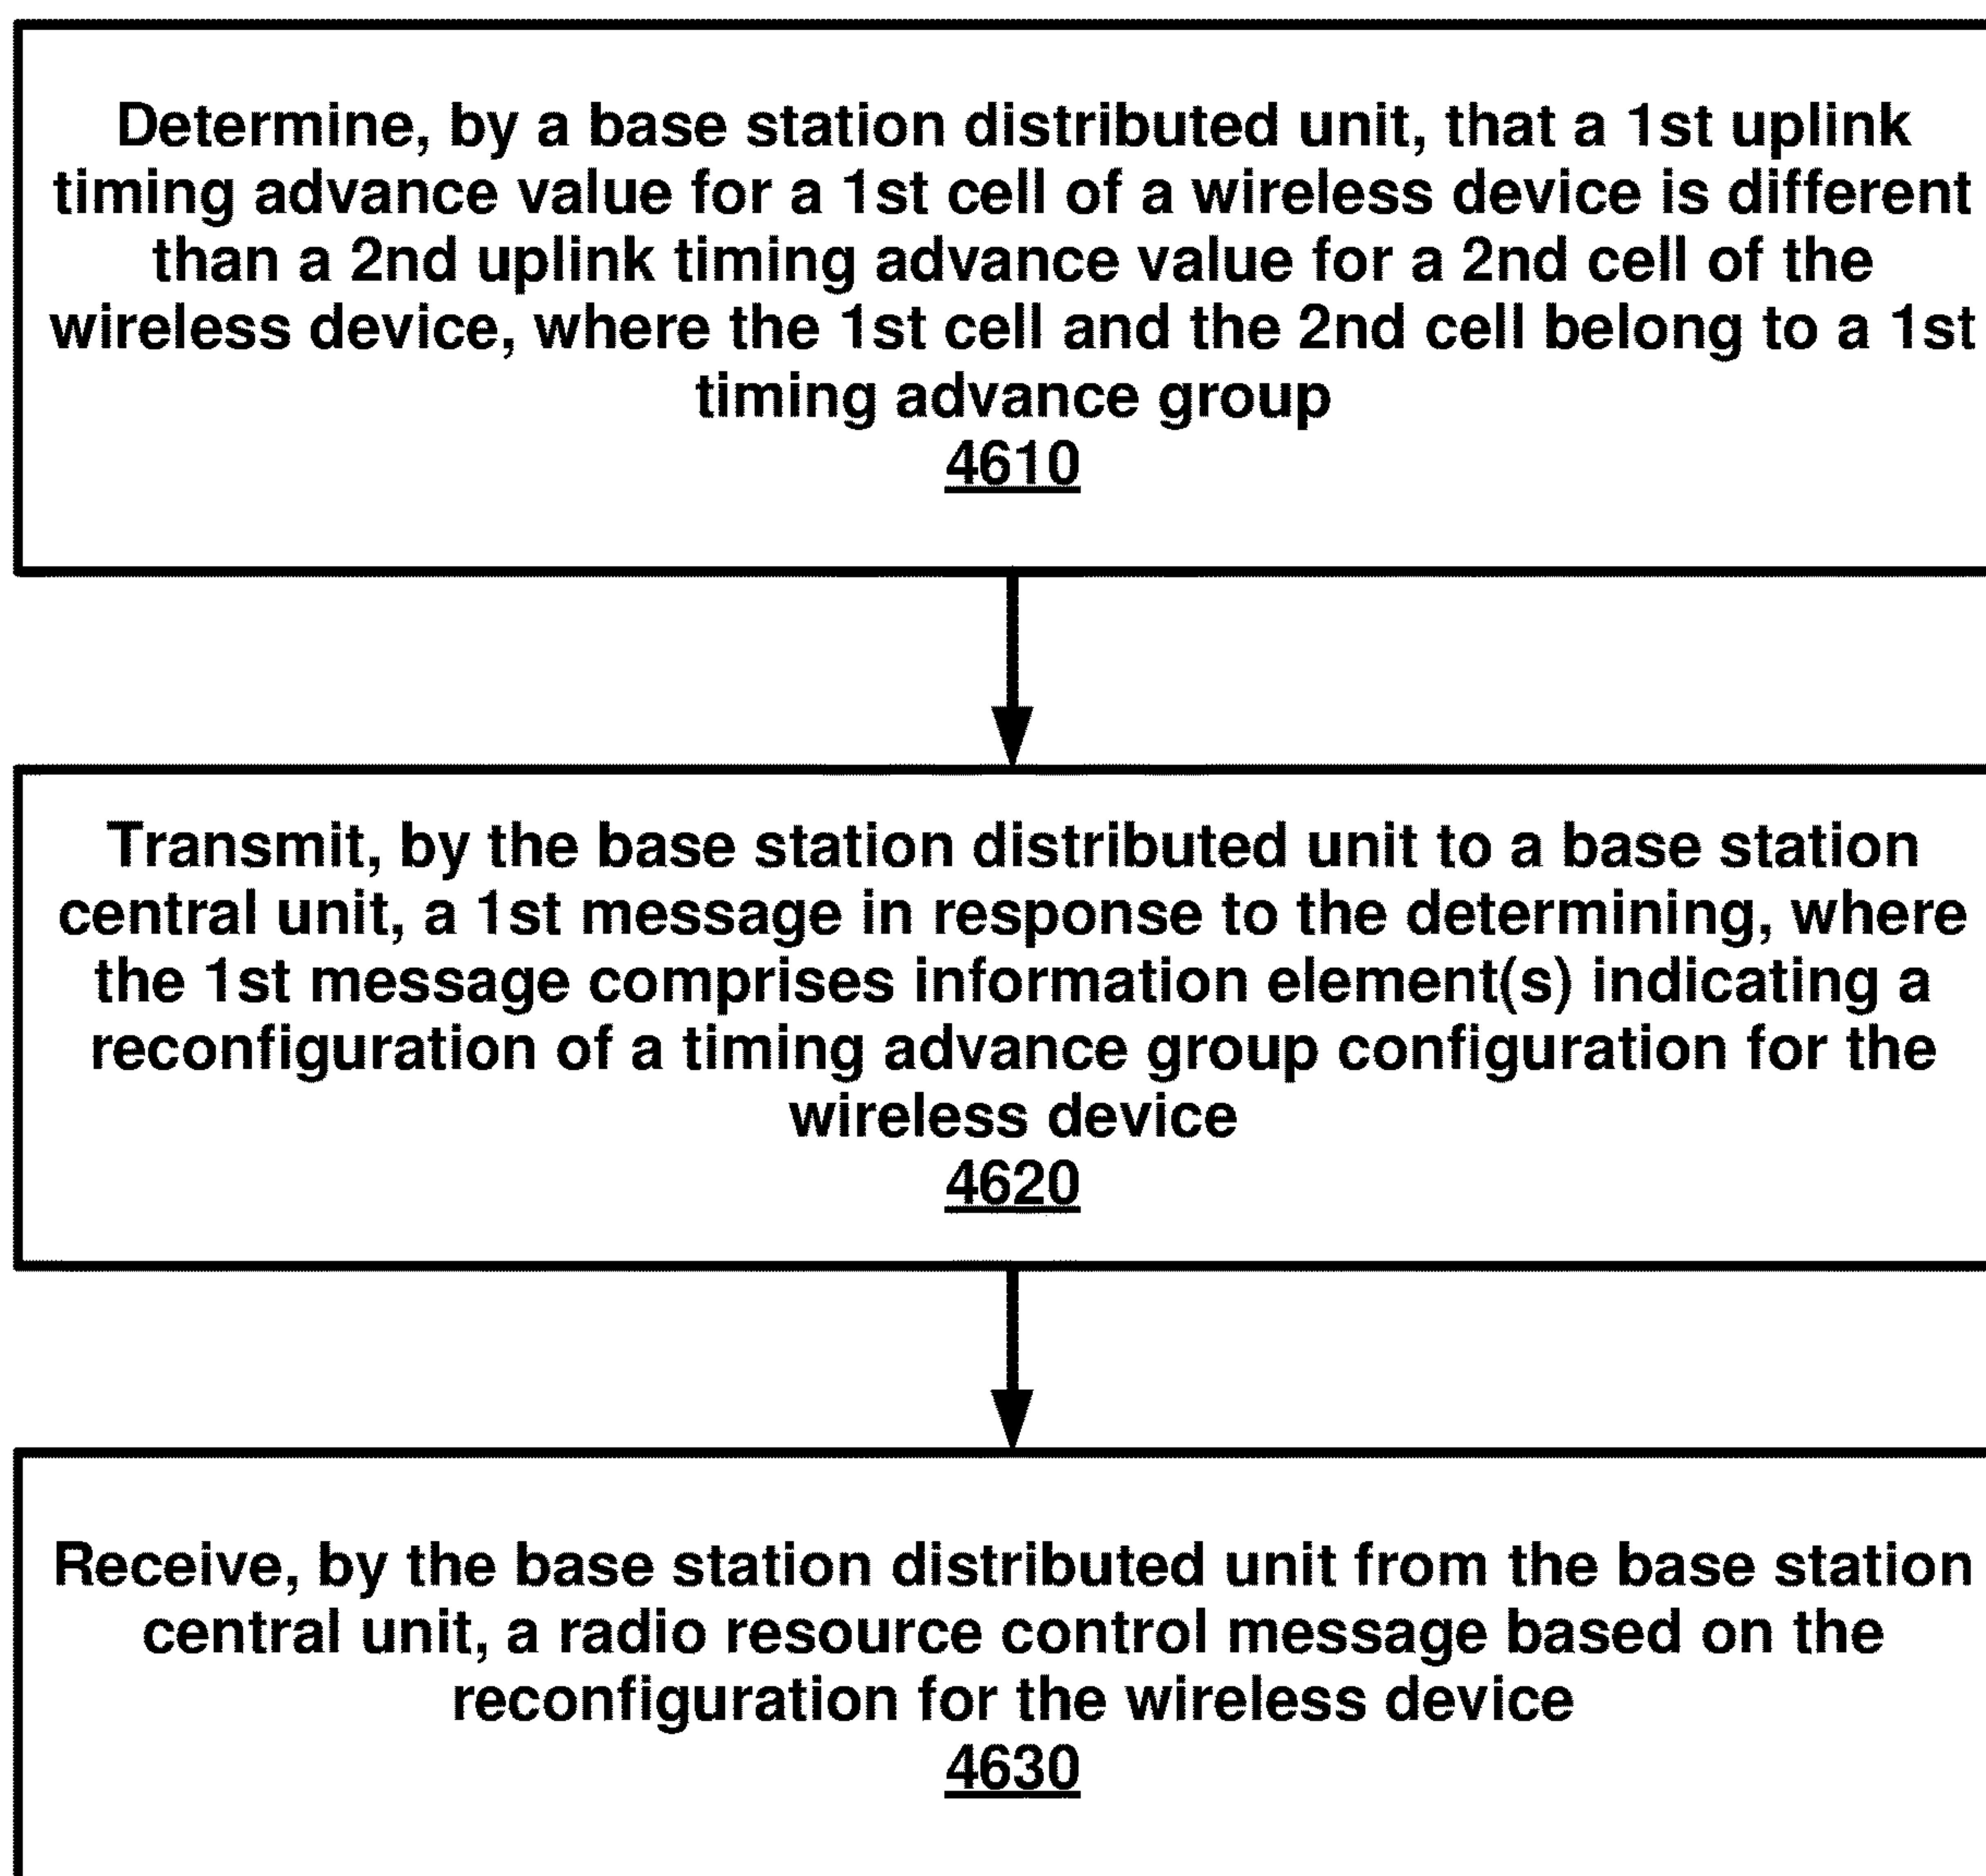 Determine, by a base station distributed unit, that a 1st uplink
timing advance value for a 1st cell of a wireless device is different
than a 2nd uplink timing advance value for a 2nd cell of the
wireless device, where the 1st cell and the 2nd cell belong to a 1st
timing advance group
4610
Transmit, by the base station distributed unit to a base station
central unit, a 1st message in response to the determining, where
the 1st message comprises information element(s) indicating a
reconfiguration of a timing advance group configuration for the
wireless device
4620
Receive, by the base station distributed unit from the base station
central unit, a radio resource control message based on the
reconfiguration for the wireless device
4630